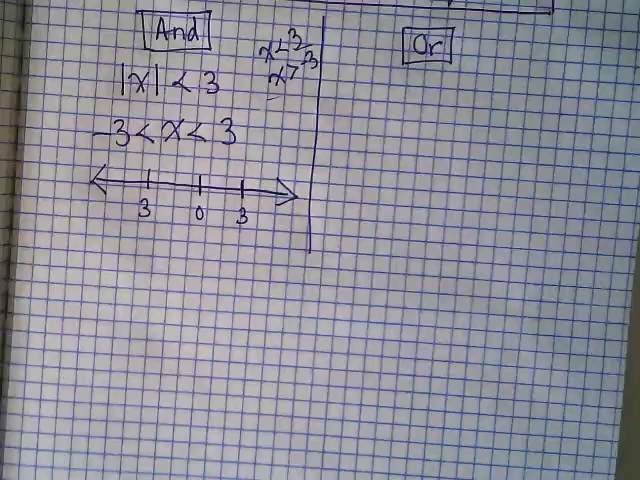 And
|x| < 3
x<3
x>-3
-3 < x < 3
3 0 3
Or